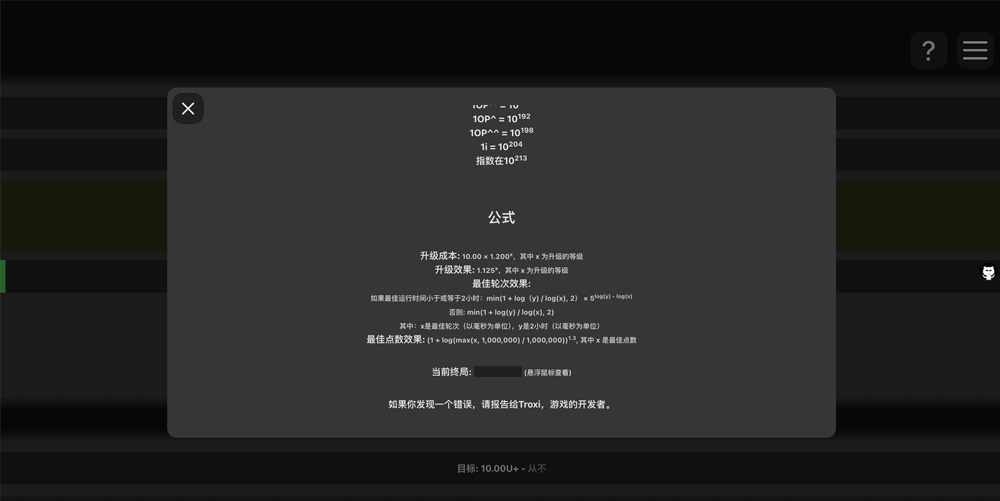 ?
1OP^ = 10^192
1OP^^ = 10^198
1i = 10^204
指数在10^213
公式
升级成本: 10.00 × 1.200^x，其中 x 为升级的等级
升级效果: 1.125^x，其中 x 为升级的等级
最佳轮次效果:
如果最佳运行时间小于或等于2小时：min(1 + log（y) / log(x), 2） × 5^log(y) - log(x)
否则: min(1 + log(y) / log(x), 2)
其中：x是最佳轮次（以毫秒为单位）、y是2小时（以毫秒为单位）
最佳点数效果: (1 + log(max(x, 1,000,000) / 1,000,000))^1.3, 其中 x 是最佳点数
当前终局: (悬浮鼠标查看)
如果你发现一个错误，请报告给Troxi，游戏的开发者。
目标: 10.00U+ - 从不